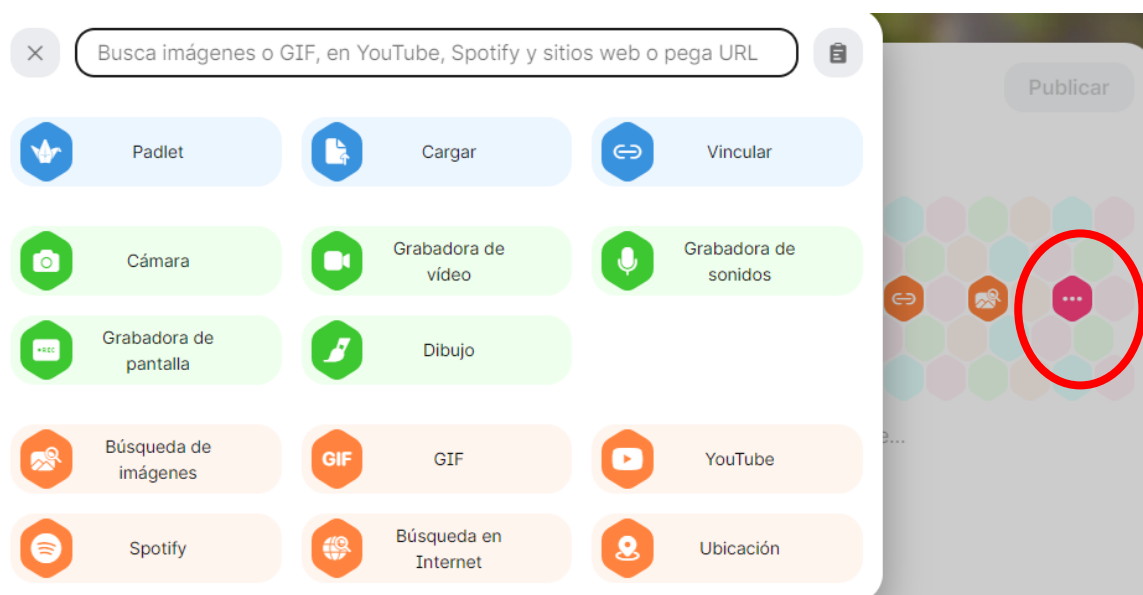 Busca imágenes o GIF, en YouTube, Spotify y sitios web o pega URL
Publicar
Padlet
Cargar
Vincular
Cámara
Grabadora de
vídeo
Grabadora de
sonidos
Grabadora de
pantalla
Dibujo
Búsqueda de
imágenes
GIF
GIF
YouTube
Spotify
Búsqueda en
Internet
Ubicación